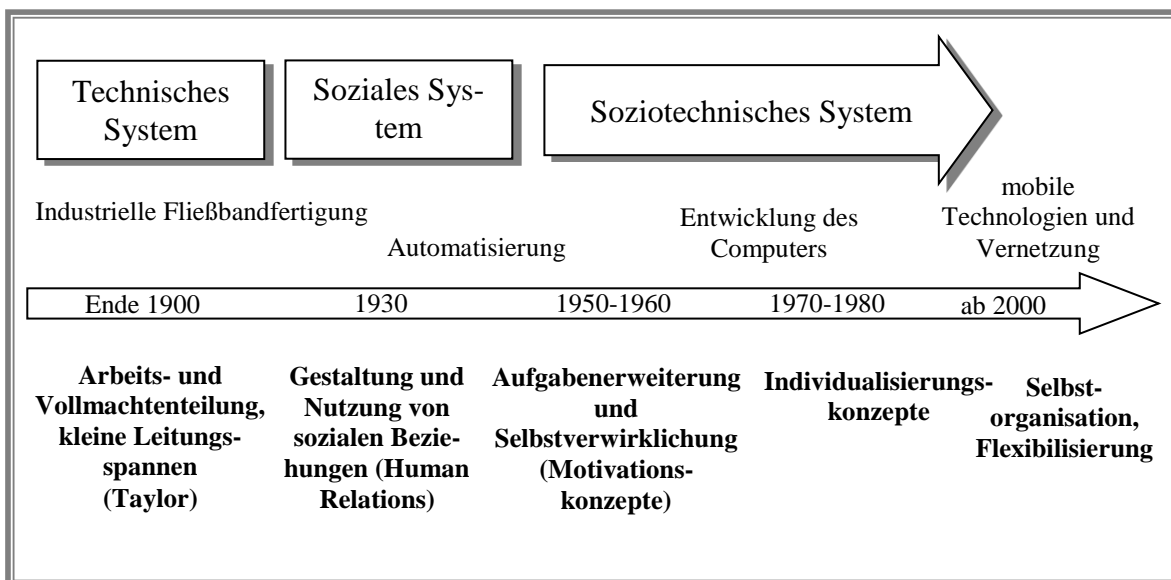 Technisches
System
Soziales Sys-
tem
Soziotechnisches System
Industrielle Fließbandfertigung
Automatisierung
Entwicklung des
Computers
mobile
Technologien und
Vernetzung
Ende 1900
1930
1950-1960
1970-1980
ab 2000
Arbeits- und
Vollmachtenteilung,
kleine Leitungs-
spannen
(Taylor)
Gestaltung und
Nutzung von
sozialen Bezie-
hungen (Human
Relations)
Aufgabenerweiterung
und
Selbstverwirklichung
(Motivations-
konzepte)
Individualisierungs-
konzepte
Selbst-
organisation,
Flexibilisierung